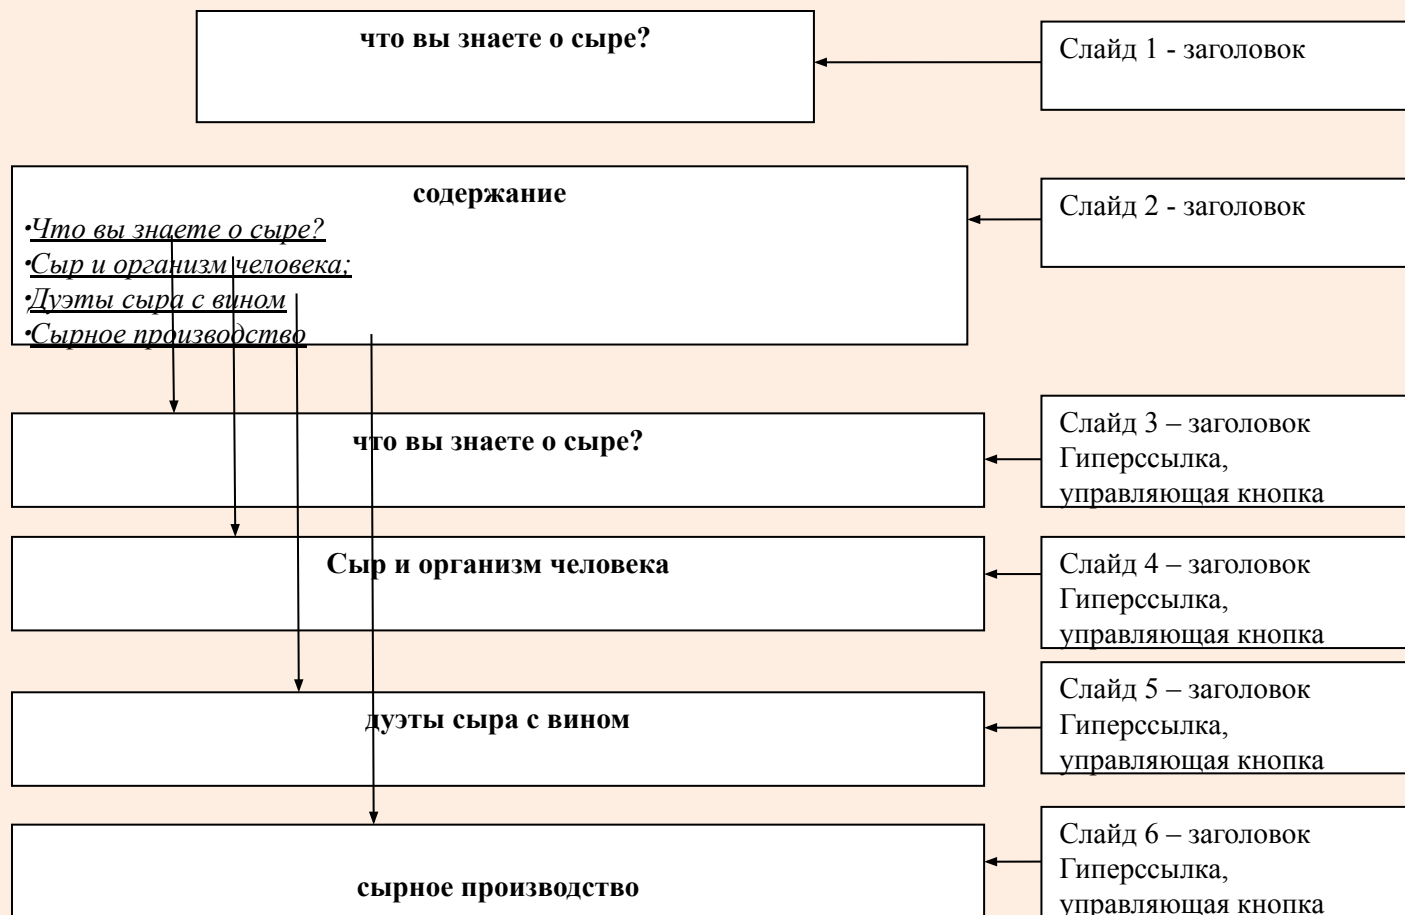 что вы знаете о сыре?
Слайд 1 - заголовок
содержание
•Что вы знаете о сыре?
•Сыр и организм человека;
•Дуэты сыра с вином
•Сырное производство
Слайд 2 - заголовок
что вы знаете о сыре?
Слайд 3 – заголовок
Гиперссылка,
управляющая кнопка
Сыр и организм человека
Слайд 4 – заголовок
Гиперссылка,
управляющая кнопка
дуэты сыра с вином
Слайд 5 – заголовок
Гиперссылка,
управляющая кнопка
сырное производство
Слайд 6 – заголовок
Гиперссылка,
управляющая кнопка